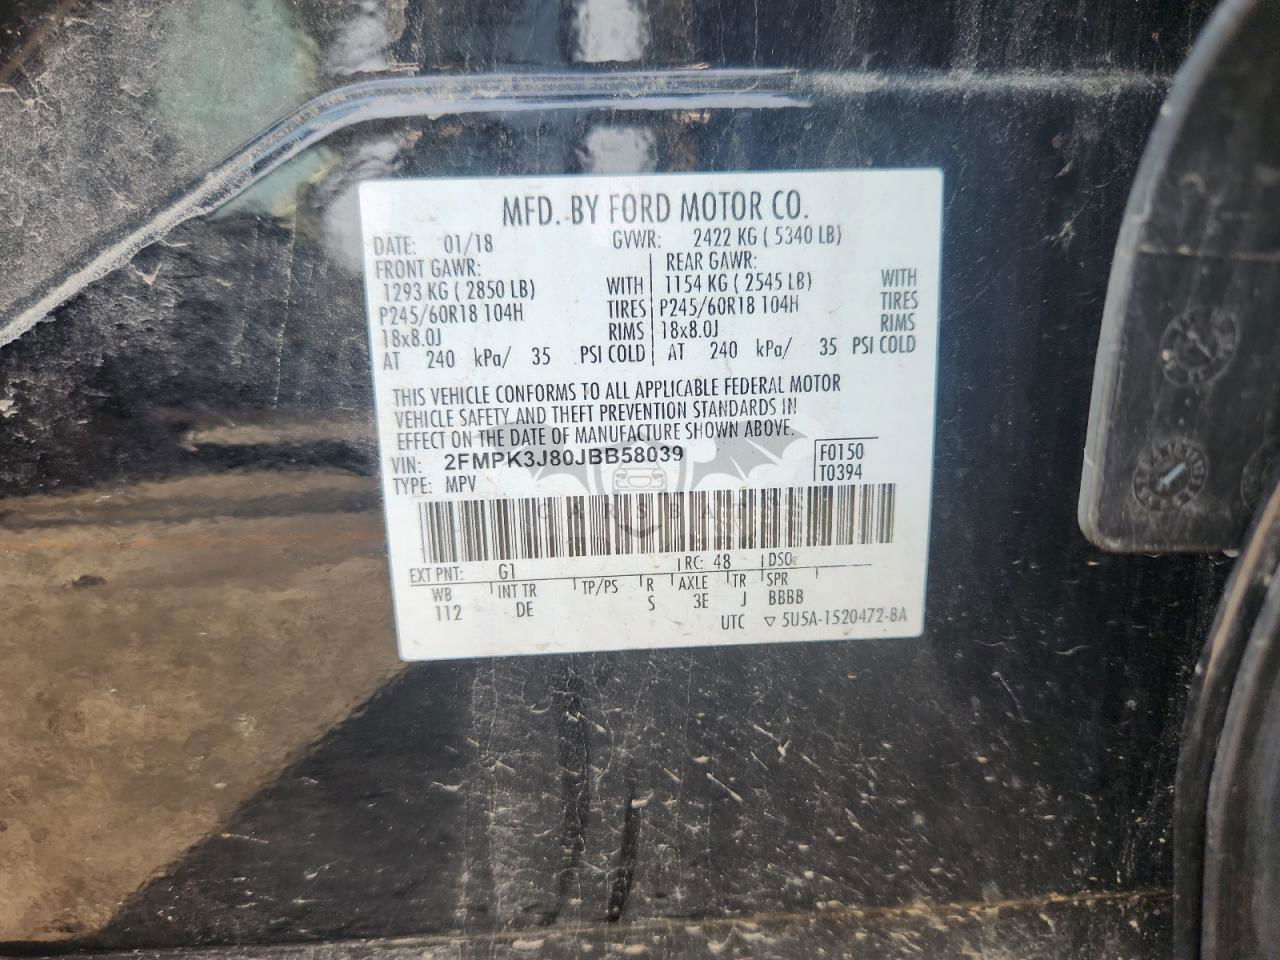 MFD. BY FORD MOTOR CO.
DATE: 01/18 GVWR: 2422 KG ( 5340 LB)
FRONT GAWR: REAR GAWR:
1293 KG ( 2850 LB) WITH 1154 KG ( 2545 LB) WITH
P245/60R18 104H TIRES P245/60R18 104H TIRES
18x8.0J RIMS 18x8.0J RIMS
AT 240 kPa/ 35 PSI COLD AT 240 kPa/ 35 PSI COLD
THIS VEHICLE CONFORMS TO ALL APPLICABLE FEDERAL MOTOR
VEHICLE SAFETY AND THEFT PREVENTION STANDARDS IN
EFFECT ON THE DATE OF MANUFACTURE SHOWN ABOVE.
VIN: 2FMPK3J80JBB58039 F0150
TYPE: MPV T0394
EXT PNT: G1 RC: 48 DSO:
WB INT TR TP/PS R AXLE TR SPR
112 DE S 3E J BBBB
UTC ▽ 5U5A-1520472-BA